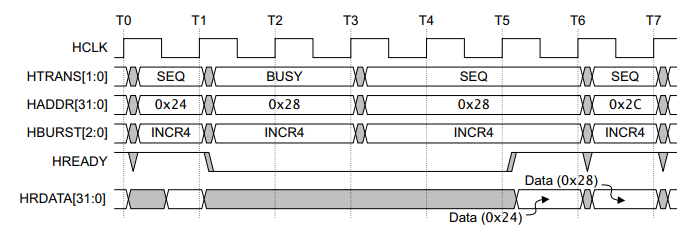 T0 T1 T2 T3 T4 T5 T6 T7
HCLK
HTRANS[1:0] SEQ BUSY SEQ SEQ
HADDR[31:0] 0x24 0x28 0x28 0x2C
HBURST[2:0] INCR4 INCR4 INCR4 INCR4
HREADY
Data (0x28)
HRDATA[31:0]
Data (0x24)